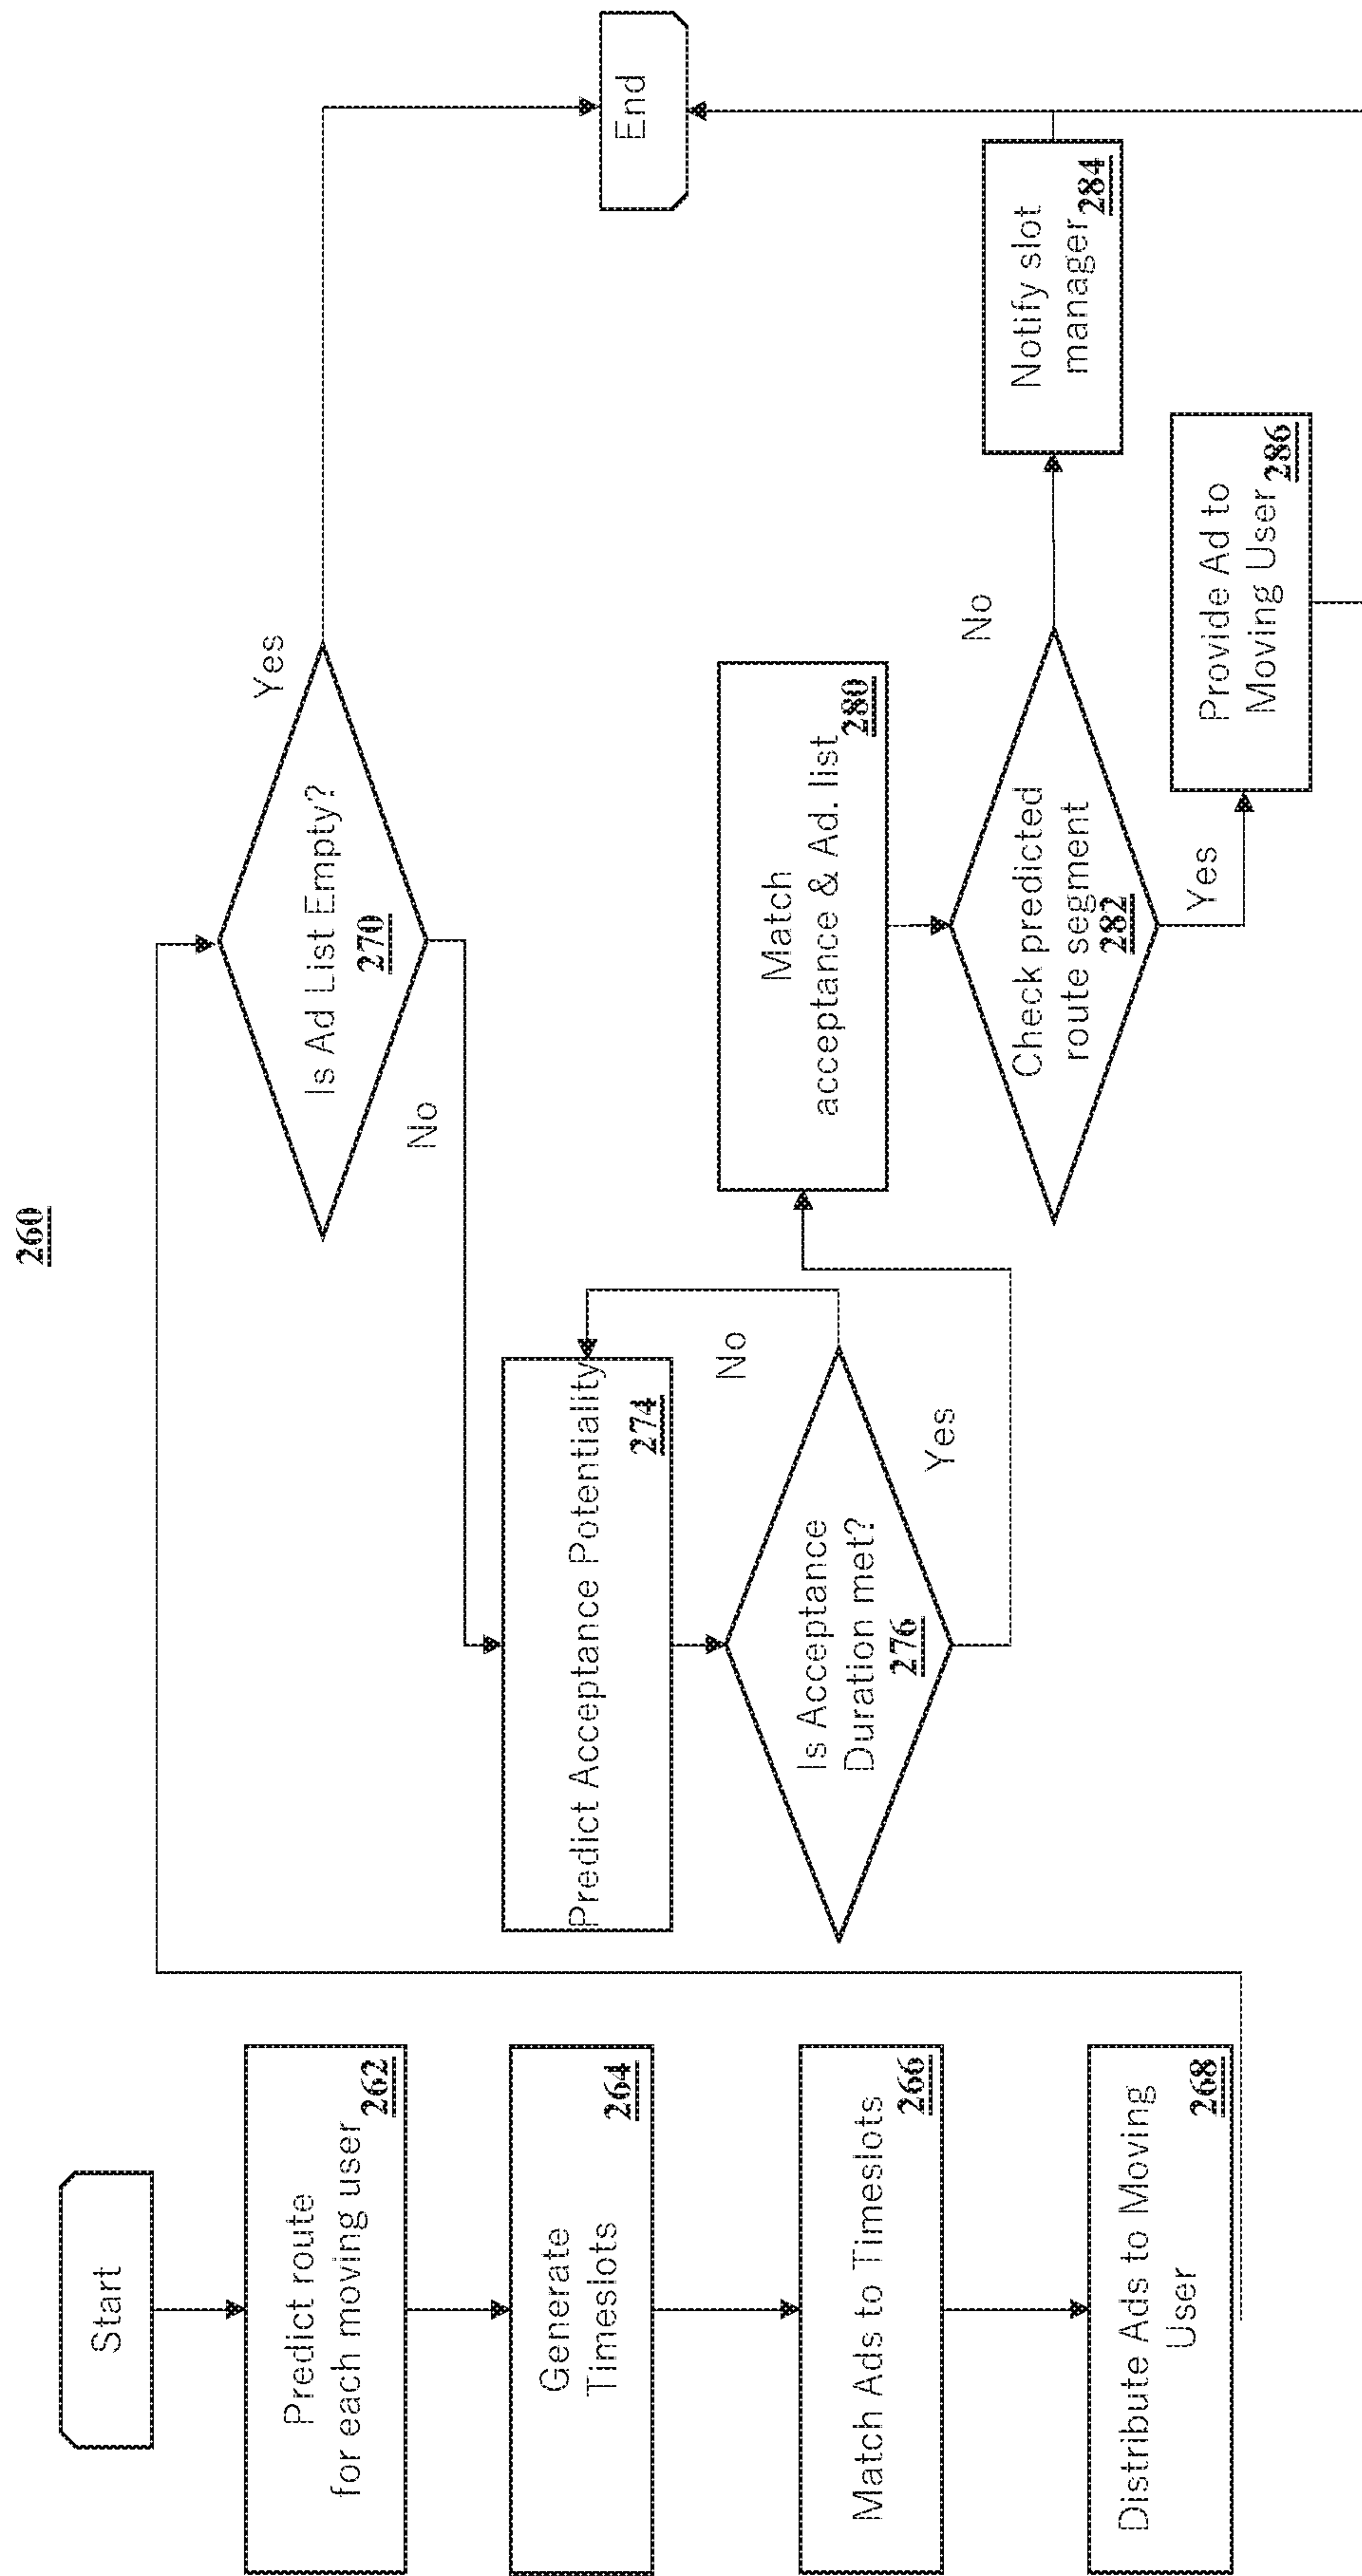 260
Start
Predict route
for each moving user
262
Generate
Timeslots
264
Match Ads to Timeslots
266
Distribute Ads to Moving
User
268
Is Ad List Empty?
270
Yes
No
Predict Acceptance Potentiality
274
Is Acceptance
Duration met?
276
No
Yes
Match
acceptance & Ad. list
280
Check predicted
route segment
282
No
Yes
Notify slot
manager
284
Provide Ad to
Moving User
286
End